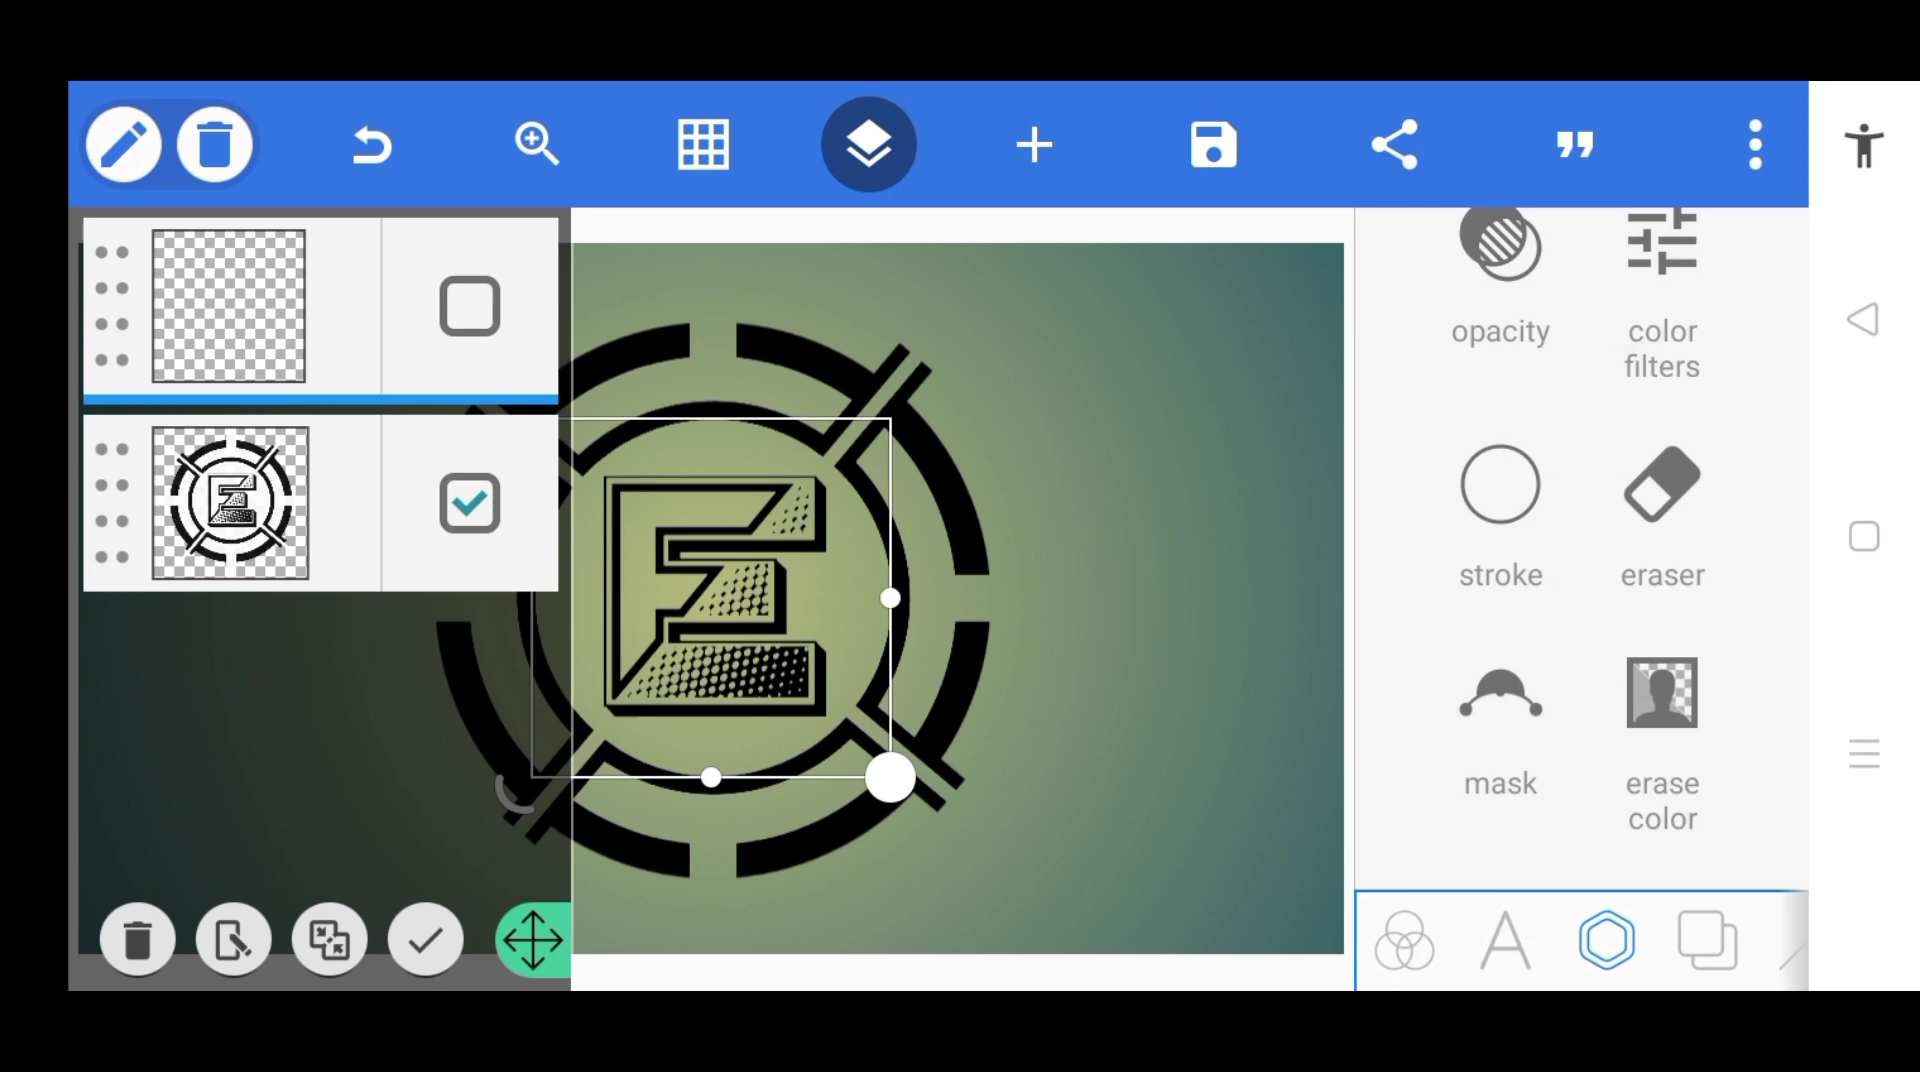 opacity
color
filters
E
stroke
eraser
mask
erase
color
A